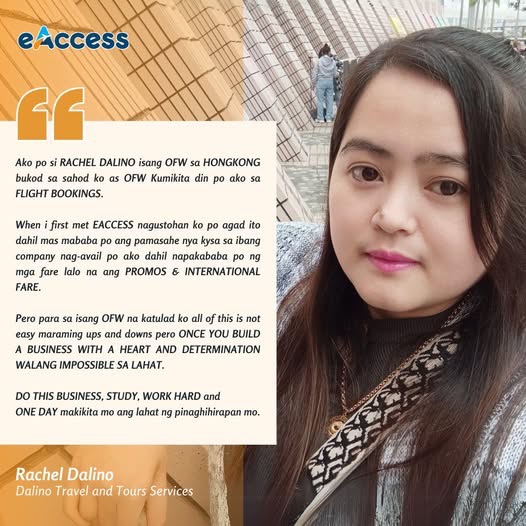 eAccess
Ako po si RACHEL DALINO isang OFW sa HONGKONG
bukod sa sahod ko as OFW Kumikita din po ako sa
FLIGHT BOOKINGS.
When i first met EACCESS nagustohan ko po agad ito
dahil mas mababa po ang pamasahe nya kysa sa ibang
company nag-avail po ako dahil napakababa po ng
mga fare lalo na ang PROMOS & INTERNATIONAL
FARE.
Pero para sa isang OFW na katulad ko all of this is not
easy maraming ups and downs pero ONCE YOU BUILD
A BUSINESS WITH A HEART AND DETERMINATION
WALANG IMPOSSIBLE SA LAHAT.
DO THIS BUSINESS, STUDY, WORK HARD and
ONE DAY makikita mo ang lahat ng pinaghihirapan mo.
Rachel Dalino
Dalino Travel and Tours Services